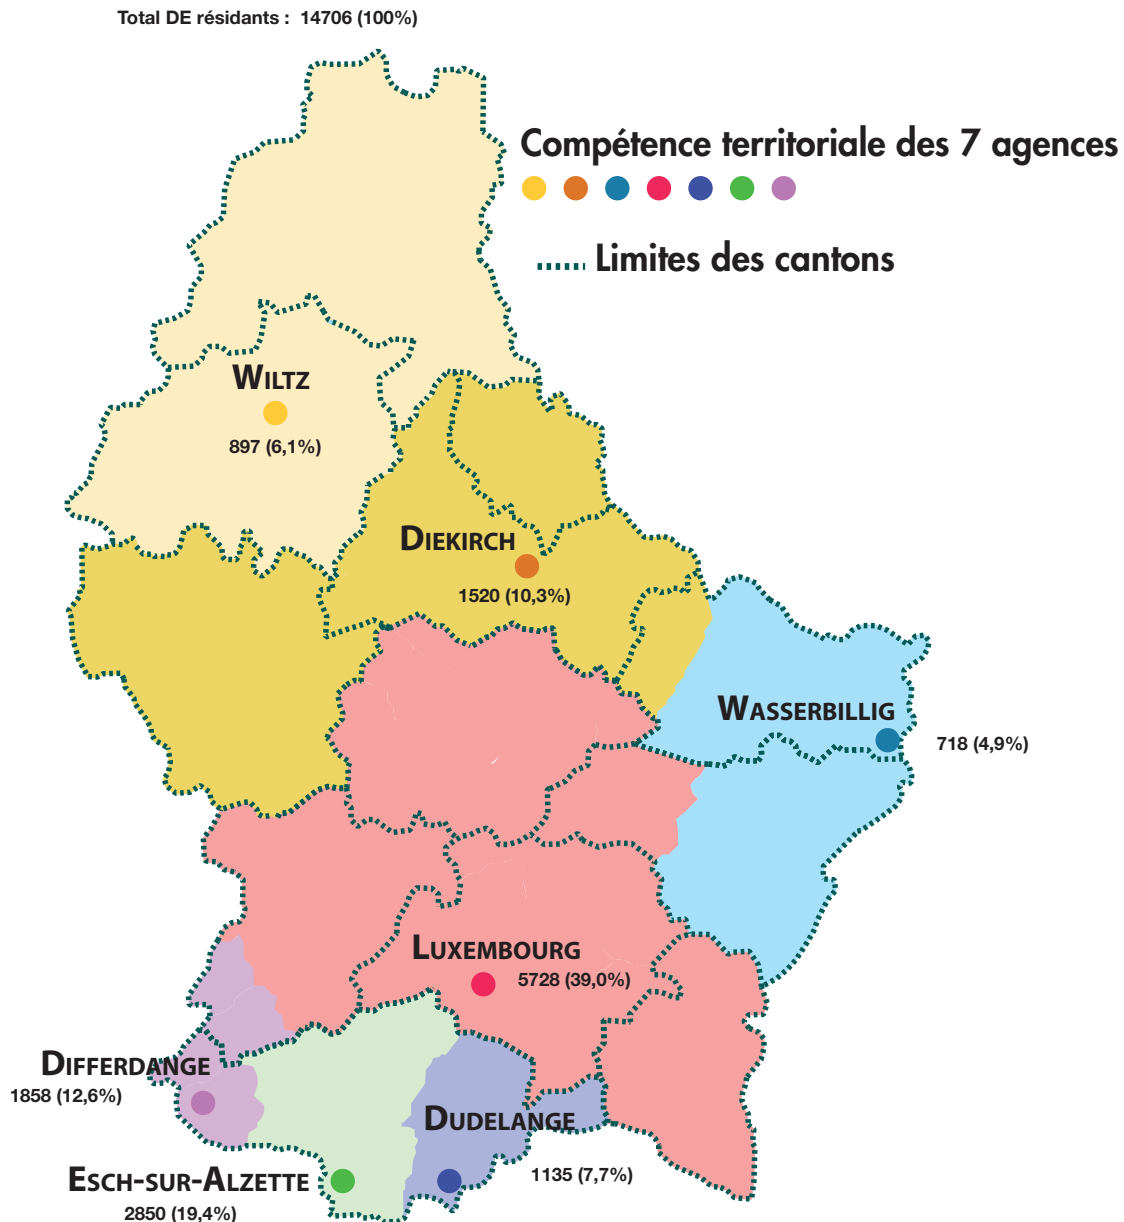 Total DE résidants : 14706 (100%)
Compétence territoriale des 7 agences
Limites des cantons
WILTZ
897 (6,1%)
DIEKIRCH
1520 (10,3%)
WASSERBILLIG
718 (4,9%)
LUXEMBOURG
5728 (39,0%)
DIFFERDANGE
1858 (12,6%)
DUDELANGE
1135 (7,7%)
ESCH-SUR-ALZETTE
2850 (19,4%)